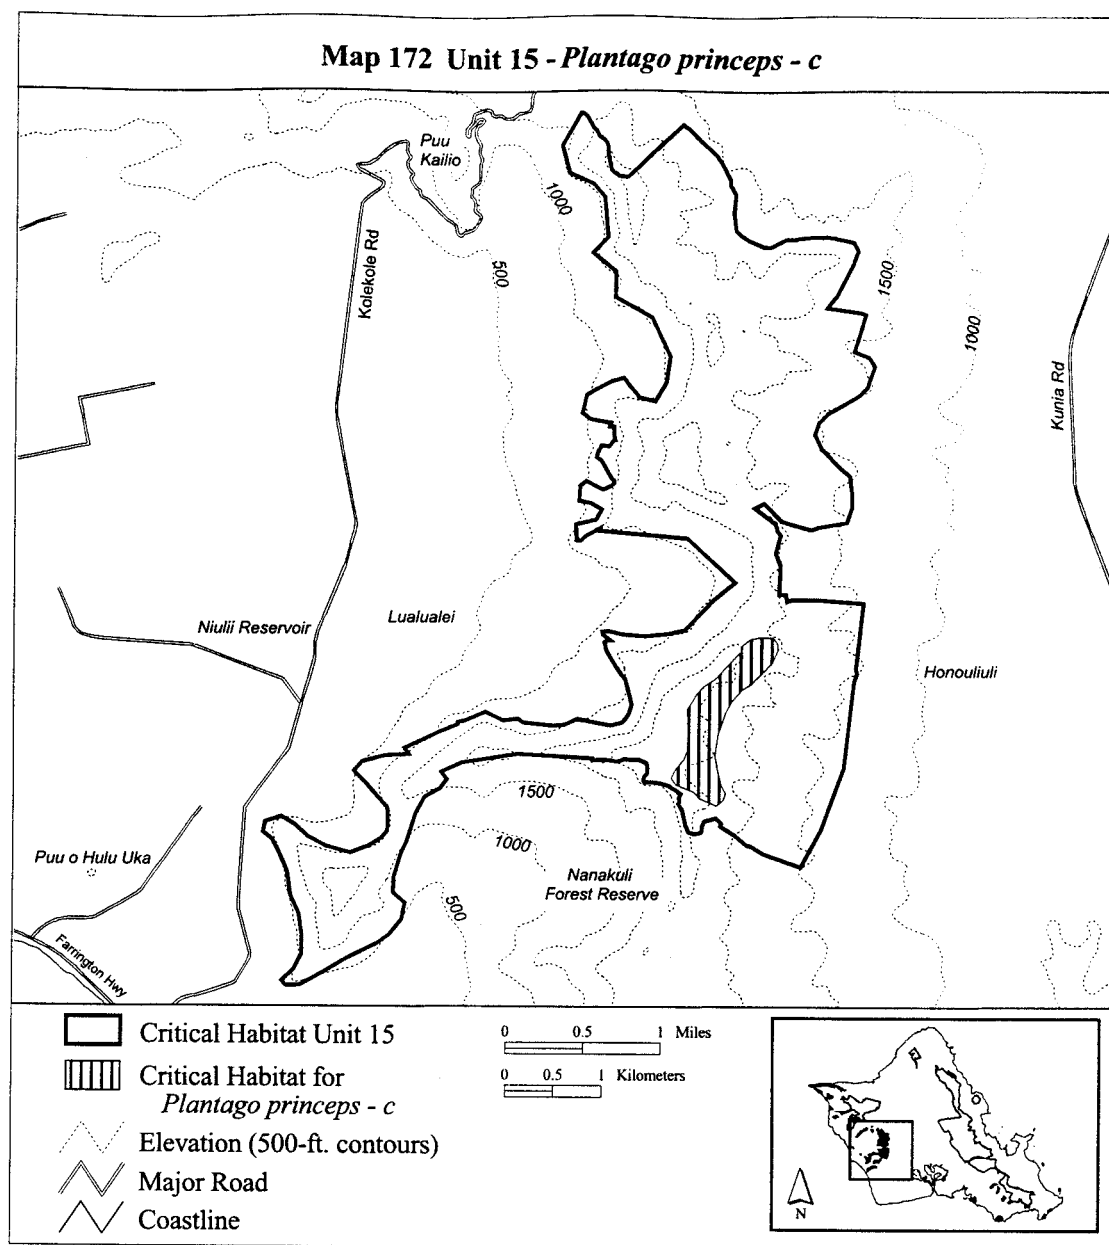 Map 172 Unit 15 - Plantago princeps - c
Puu
Kailio
1000
Kolekole Rd
500
1500
1000
Kunia Rd
Niulii Reservoir
Lualualei
Honouliuli
1500
1000
Puu o Hulu Uka
Nanakuli
Forest Reserve
500
Farrington Hwy
Critical Habitat Unit 15
Critical Habitat for
Plantago princeps - c
Elevation (500-ft. contours)
Major Road
Coastline
0 0.5 1 Miles
0 0.5 1 Kilometers
N